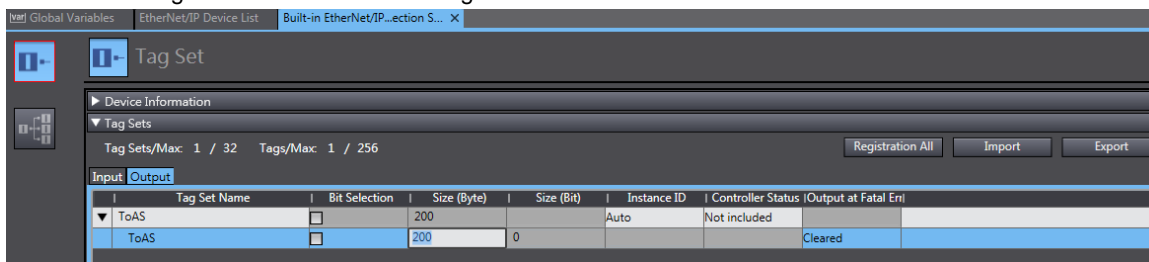 var Global Variables EtherNet/IP Device List Built-in EtherNet/IP...ection S... X
Tag Set
Device Information
Tag Sets
Tag Sets/Max: 1 / 32 Tags/Max: 1 / 256 Registration All Import Export
Input Output
Tag Set Name | Bit Selection | Size (Byte) | Size (Bit) | Instance ID | Controller Status |Output at Fatal Err|
ToAS 200 Auto Not included
ToAS 200 0 Cleared